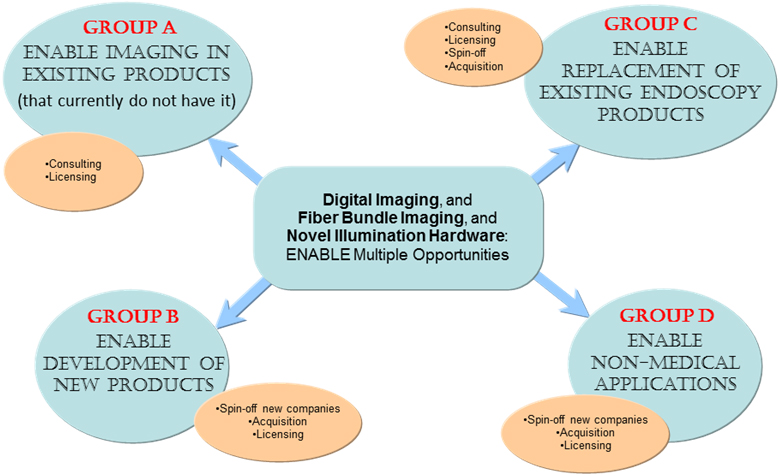 GROUP A
ENABLE IMAGING IN
EXISTING PRODUCTS
(that currently do not have it)
•Consulting
•Licensing
GROUP C
ENABLE
REPLACEMENT OF
EXISTING ENDOSCOPY
PRODUCTS
•Consulting
•Licensing
•Spin-off
•Acquisition
Digital Imaging, and
Fiber Bundle Imaging, and
Novel Illumination Hardware:
ENABLE Multiple Opportunities
GROUP B
ENABLE
DEVELOPMENT OF
NEW PRODUCTS
•Spin-off new companies
•Acquisition
•Licensing
GROUP D
ENABLE
NON-MEDICAL
APPLICATIONS
•Spin-off new companies
•Acquisition
•Licensing